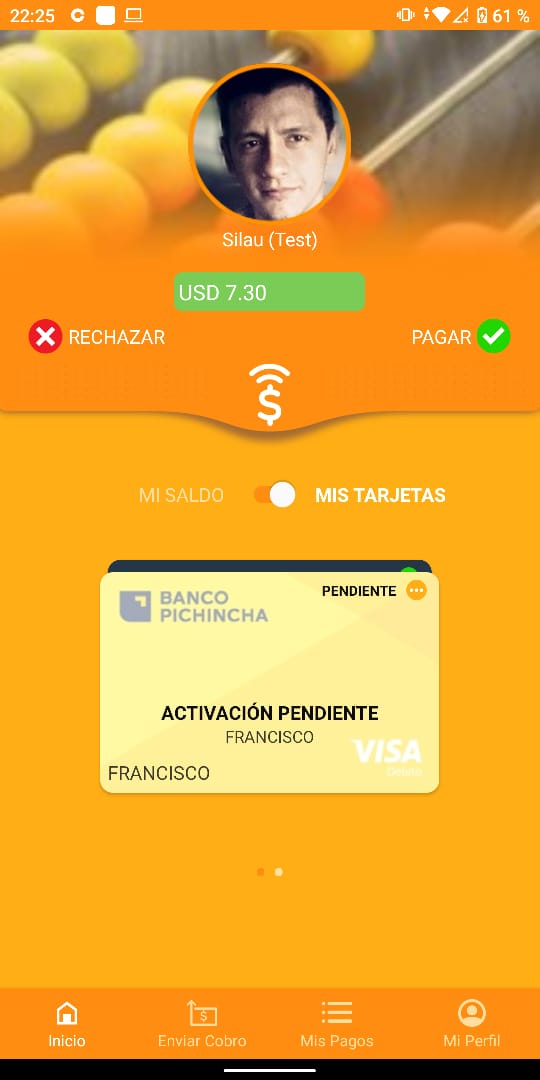 22:25
61 %
Silau (Test)
USD 7.30
RECHAZAR
PAGAR
$
MI SALDO
MIS TARJETAS
BANCO
PICHINCHA
PENDIENTE
ACTIVACIÓN PENDIENTE
FRANCISCO
VISA
Débito
FRANCISCO
$
Inicio
Enviar Cobro
Mis Pagos
Mi Perfil